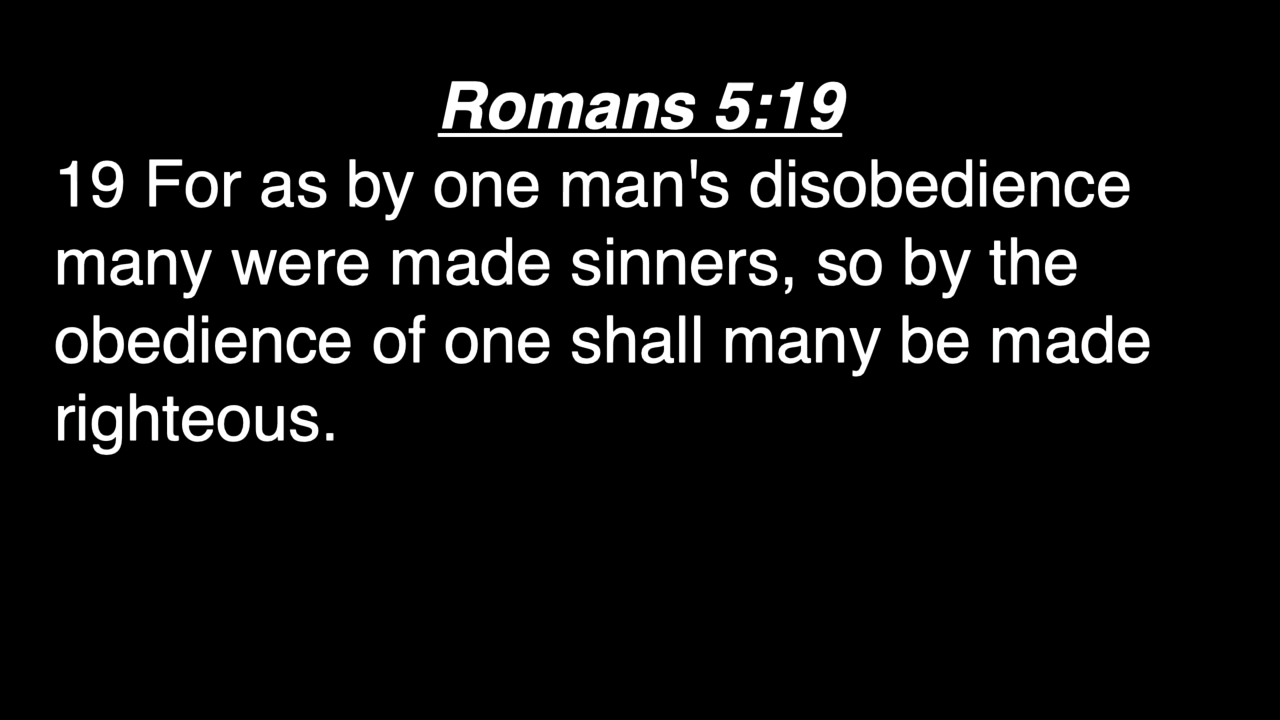 Romans 5:19
19 For as by one man's disobedience
many were made sinners, so by the
obedience of one shall many be made
righteous.